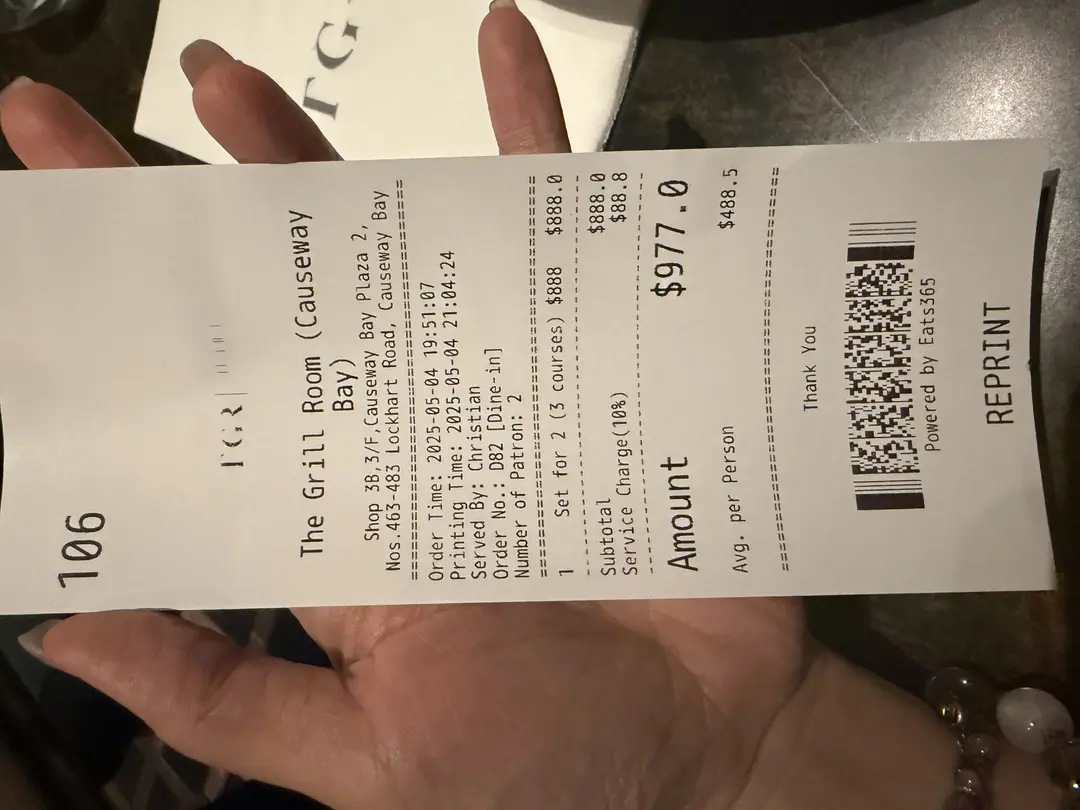 TG
106
TGR
The Grill Room (Causeway
Bay)
Shop 3B,3/F,Causeway Bay Plaza 2,
Nos.463-483 Lockhart Road, Causeway Bay
================================
Order Time: 2025-05-04 19:51:07
Printing Time: 2025-05-04 21:04:24
Served By: Christian
Order No.: D82 [Dine-in]
Number of Patron: 2
================================
1 Set for 2 (3 courses) $888 $888.0
--------------------------------
Subtotal $888.0
Service Charge(10%) $88.8
--------------------------------
Amount $977.0
Avg. per Person $488.5
================================
Thank You
Powered by Eats365
REPRINT